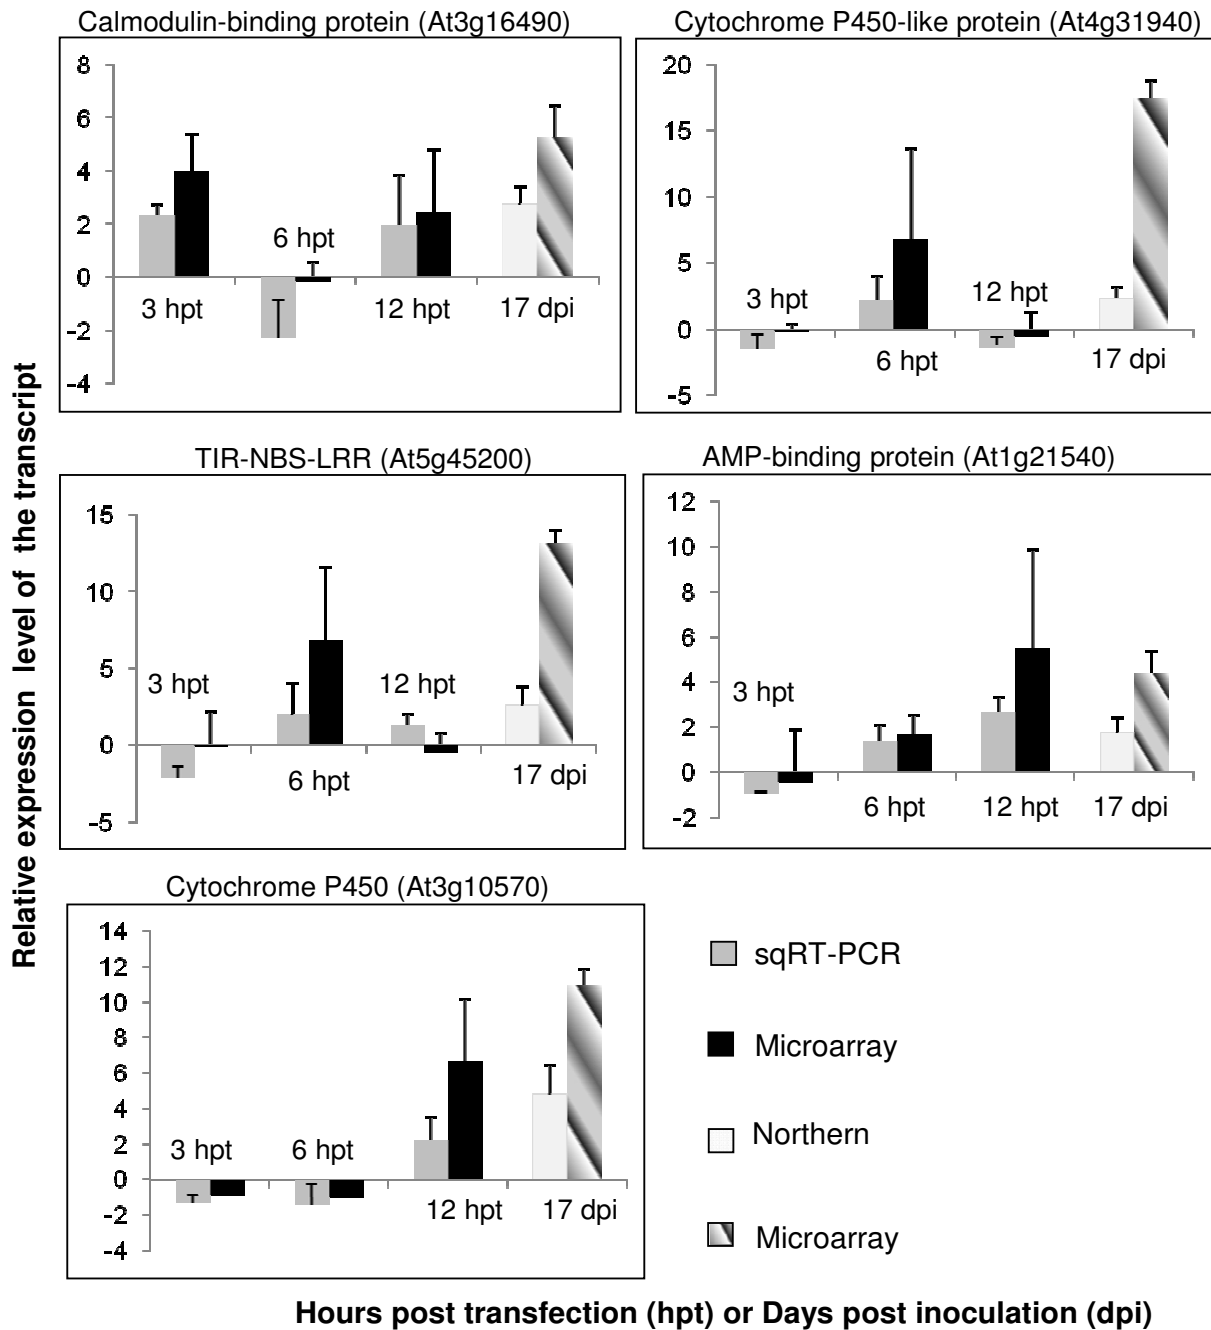 Calmodulin-binding protein (At3g16490)
8
6
4
2
0
-2
-4
3 hpt
6 hpt
12 hpt
17 dpi
Cytochrome P450-like protein (At4g31940)
20
15
10
5
0
-5
3 hpt
6 hpt
12 hpt
17 dpi
TIR-NBS-LRR (At5g45200)
15
10
5
0
-5
3 hpt
6 hpt
12 hpt
17 dpi
AMP-binding protein (At1g21540)
12
10
8
6
4
2
0
-2
3 hpt
6 hpt
12 hpt
17 dpi
Cytochrome P450 (At3g10570)
14
12
10
8
6
4
2
0
-2
-4
3 hpt
6 hpt
12 hpt
17 dpi
sqRT-PCR
Microarray
Northern
Microarray
Relative expression level of the transcript
Hours post transfection (hpt) or Days post inoculation (dpi)